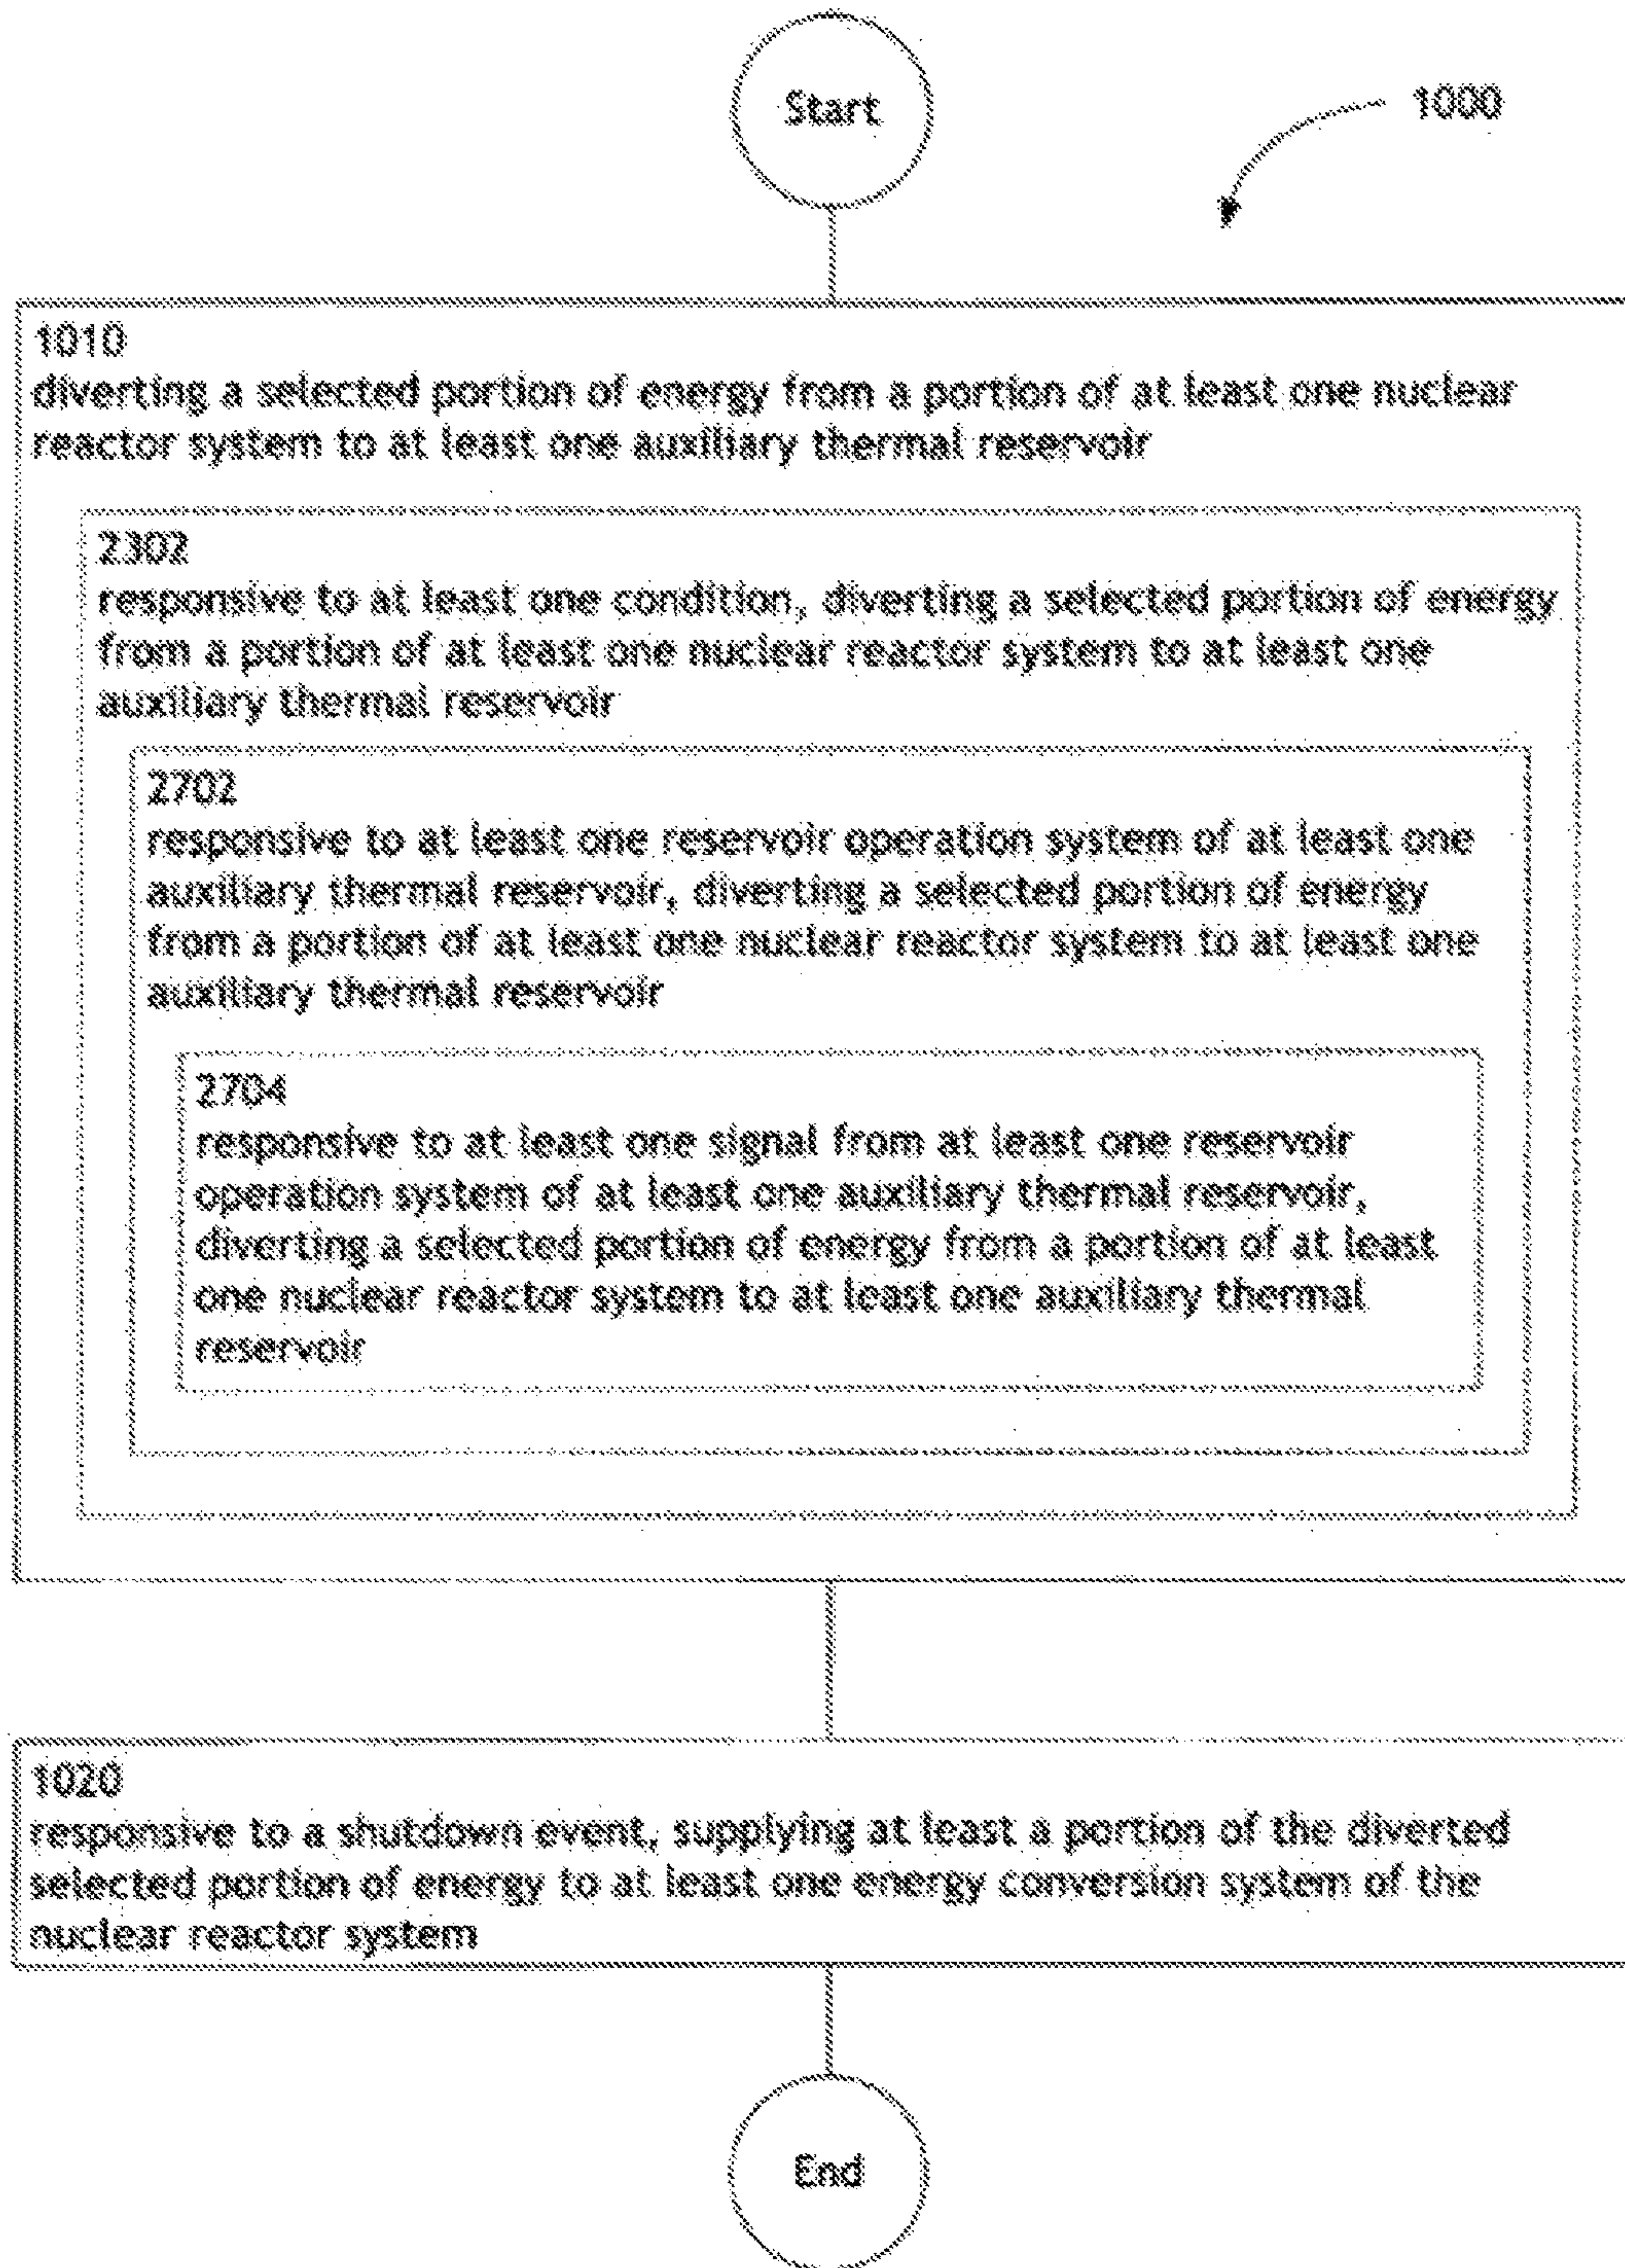 Start
1000
1010
diverting a selected portion of energy from a portion of at least one nuclear
reactor system to at least one auxiliary thermal reservoir
2302
responsive to at least one condition, diverting a selected portion of energy
from a portion of at least one nuclear reactor system to at least one
auxiliary thermal reservoir
2702
responsive to at least one reservoir operation system of at least one
auxiliary thermal reservoir, diverting a selected portion of energy
from a portion of at least one nuclear reactor system to at least one
auxiliary thermal reservoir
2704
responsive to at least one signal from at least one reservoir
operation system of at least one auxiliary thermal reservoir,
diverting a selected portion of energy from a portion of at least
one nuclear reactor system to at least one auxiliary thermal
reservoir
1020
responsive to a shutdown event, supplying at least a portion of the diverted
selected portion of energy to at least one energy conversion system of the
nuclear reactor system
End